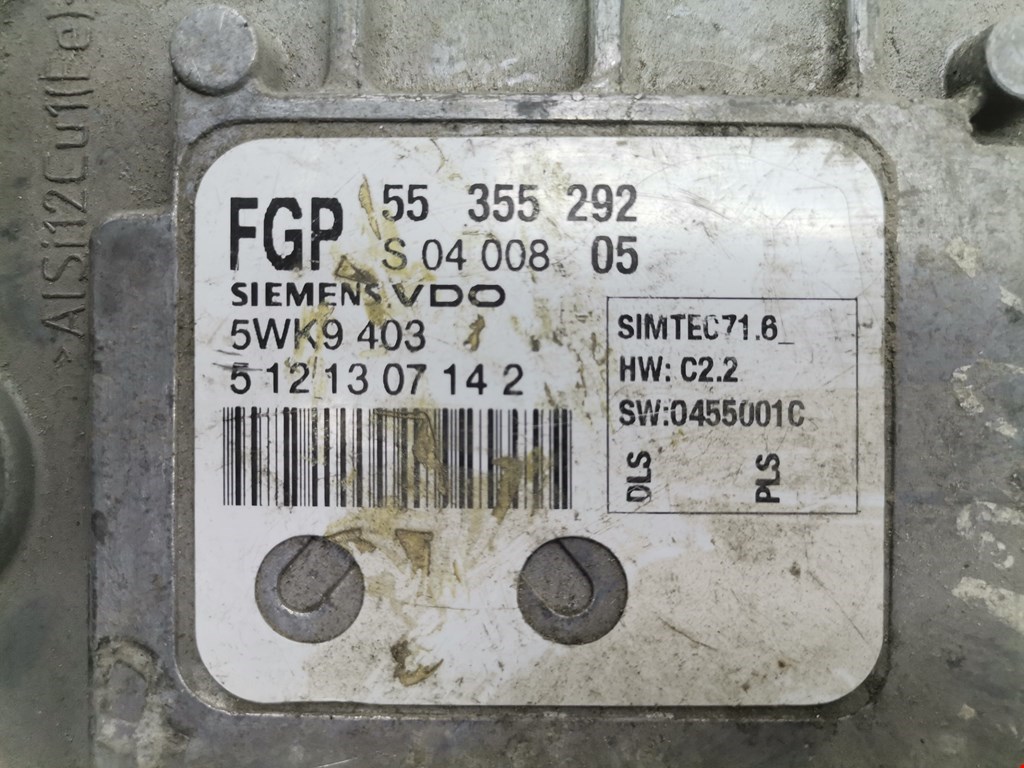 >AlSi12Cu1(Fe)<
FGP 55 355 292
S 04 008 05
SIEMENS VDO
5WK9 403
5 12 13 07 14 2
SIMTEC71.6_
HW: C2.2
SW:0455001C
DLS PLS